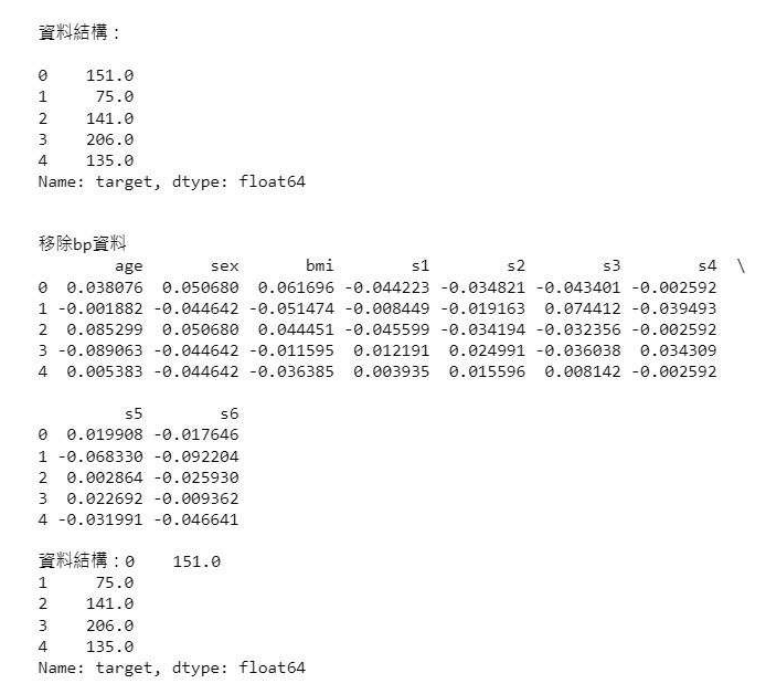 資料結構：
0    151.0
1     75.0
2    141.0
3    206.0
4    135.0
Name: target, dtype: float64
移除bp資料
        age       sex       bmi        s1        s2        s3        s4  \
0  0.038076  0.050680  0.061696 -0.044223 -0.034821 -0.043401 -0.002592
1 -0.001882 -0.044642 -0.051474 -0.008449 -0.019163  0.074412 -0.039493
2  0.085299  0.050680  0.044451 -0.045599 -0.034194 -0.032356 -0.002592
3 -0.089063 -0.044642 -0.011595  0.012191  0.024991 -0.036038  0.034309
4  0.005383 -0.044642 -0.036385  0.003935  0.015596  0.008142 -0.002592
         s5        s6
0  0.019908 -0.017646
1 -0.068330 -0.092204
2  0.002864 -0.025930
3  0.022692 -0.009362
4 -0.031991 -0.046641
資料結構：0    151.0
1     75.0
2    141.0
3    206.0
4    135.0
Name: target, dtype: float64